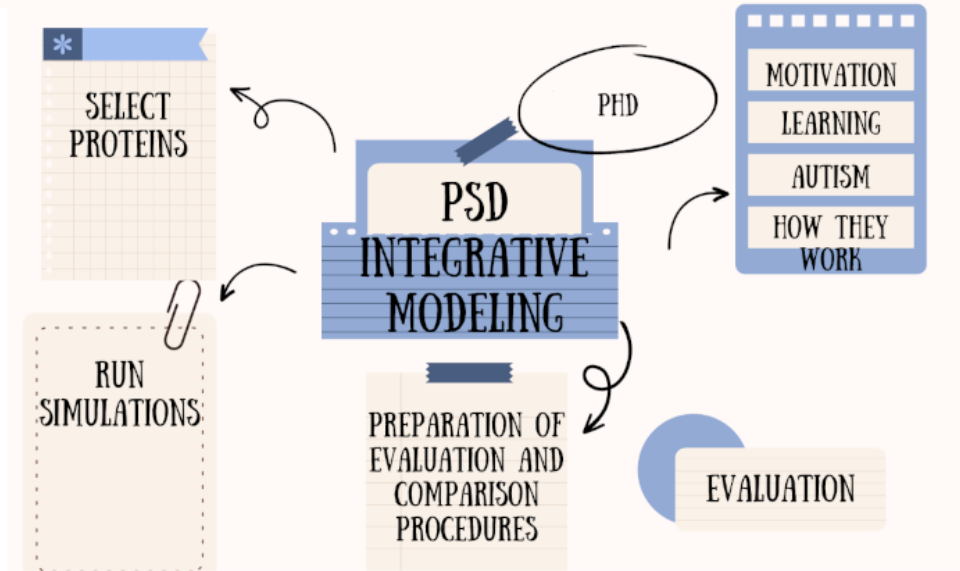 SELECT
PROTEINS
PHD
MOTIVATION
LEARNING
AUTISM
HOW THEY
WORK
PSD
INTEGRATIVE
MODELING
RUN
SIMULATIONS
PREPARATION OF
EVALUATION AND
COMPARISON
PROCEDURES
EVALUATION